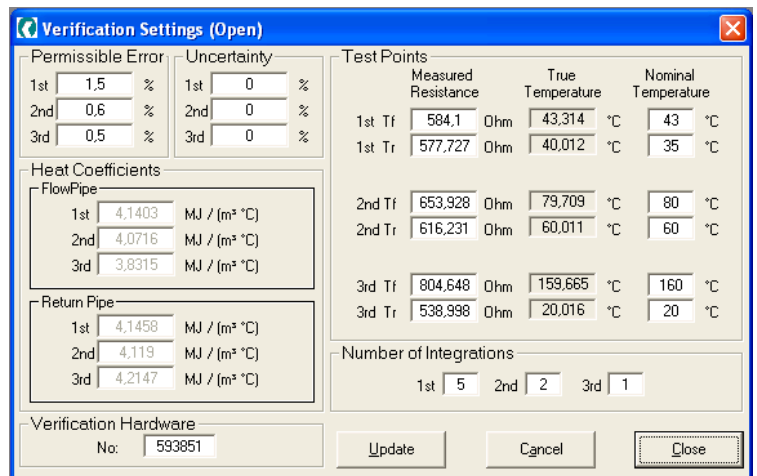 Verification Settings (Open)
Permissible Error
1st 1,5 %
2nd 0,6 %
3rd 0,5 %
Uncertainty
1st 0 %
2nd 0 %
3rd 0 %
Heat Coefficients
FlowPipe
1st 4,1403 MJ / (m³ °C)
2nd 4,0716 MJ / (m³ °C)
3rd 3,8315 MJ / (m³ °C)
Return Pipe
1st 4,1458 MJ / (m³ °C)
2nd 4,119 MJ / (m³ °C)
3rd 4,2147 MJ / (m³ °C)
Verification Hardware
No: 593851
Test Points
Measured Resistance True Temperature Nominal Temperature
1st Tf 584,1 Ohm 43,314 °C 43 °C
1st Tr 577,727 Ohm 40,012 °C 35 °C
2nd Tf 653,928 Ohm 79,709 °C 80 °C
2nd Tr 616,231 Ohm 60,011 °C 60 °C
3rd Tf 804,648 Ohm 159,665 °C 160 °C
3rd Tr 538,998 Ohm 20,016 °C 20 °C
Number of Integrations
1st 5 2nd 2 3rd 1
Update Cancel Close